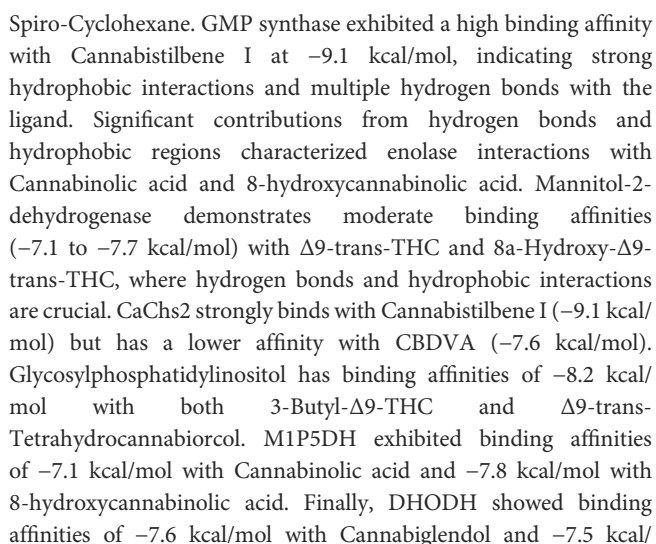 Spiro-Cyclohexane. GMP synthase exhibited a high binding affinity
with Cannabistilbene I at −9.1 kcal/mol, indicating strong
hydrophobic interactions and multiple hydrogen bonds with the
ligand. Significant contributions from hydrogen bonds and
hydrophobic regions characterized enolase interactions with
Cannabinolic acid and 8-hydroxycannabinolic acid. Mannitol-2-
dehydrogenase demonstrates moderate binding affinities
(−7.1 to −7.7 kcal/mol) with Δ9-trans-THC and 8a-Hydroxy-Δ9-
trans-THC, where hydrogen bonds and hydrophobic interactions
are crucial. CaChs2 strongly binds with Cannabistilbene I (−9.1 kcal/
mol) but has a lower affinity with CBDVA (−7.6 kcal/mol).
Glycosylphosphatidylinositol has binding affinities of −8.2 kcal/
mol with both 3-Butyl-Δ9-THC and Δ9-trans-
Tetrahydrocannabiorcol. M1P5DH exhibited binding affinities
of −7.1 kcal/mol with Cannabinolic acid and −7.8 kcal/mol with
8-hydroxycannabinolic acid. Finally, DHODH showed binding
affinities of −7.6 kcal/mol with Cannabiglendol and −7.5 kcal/